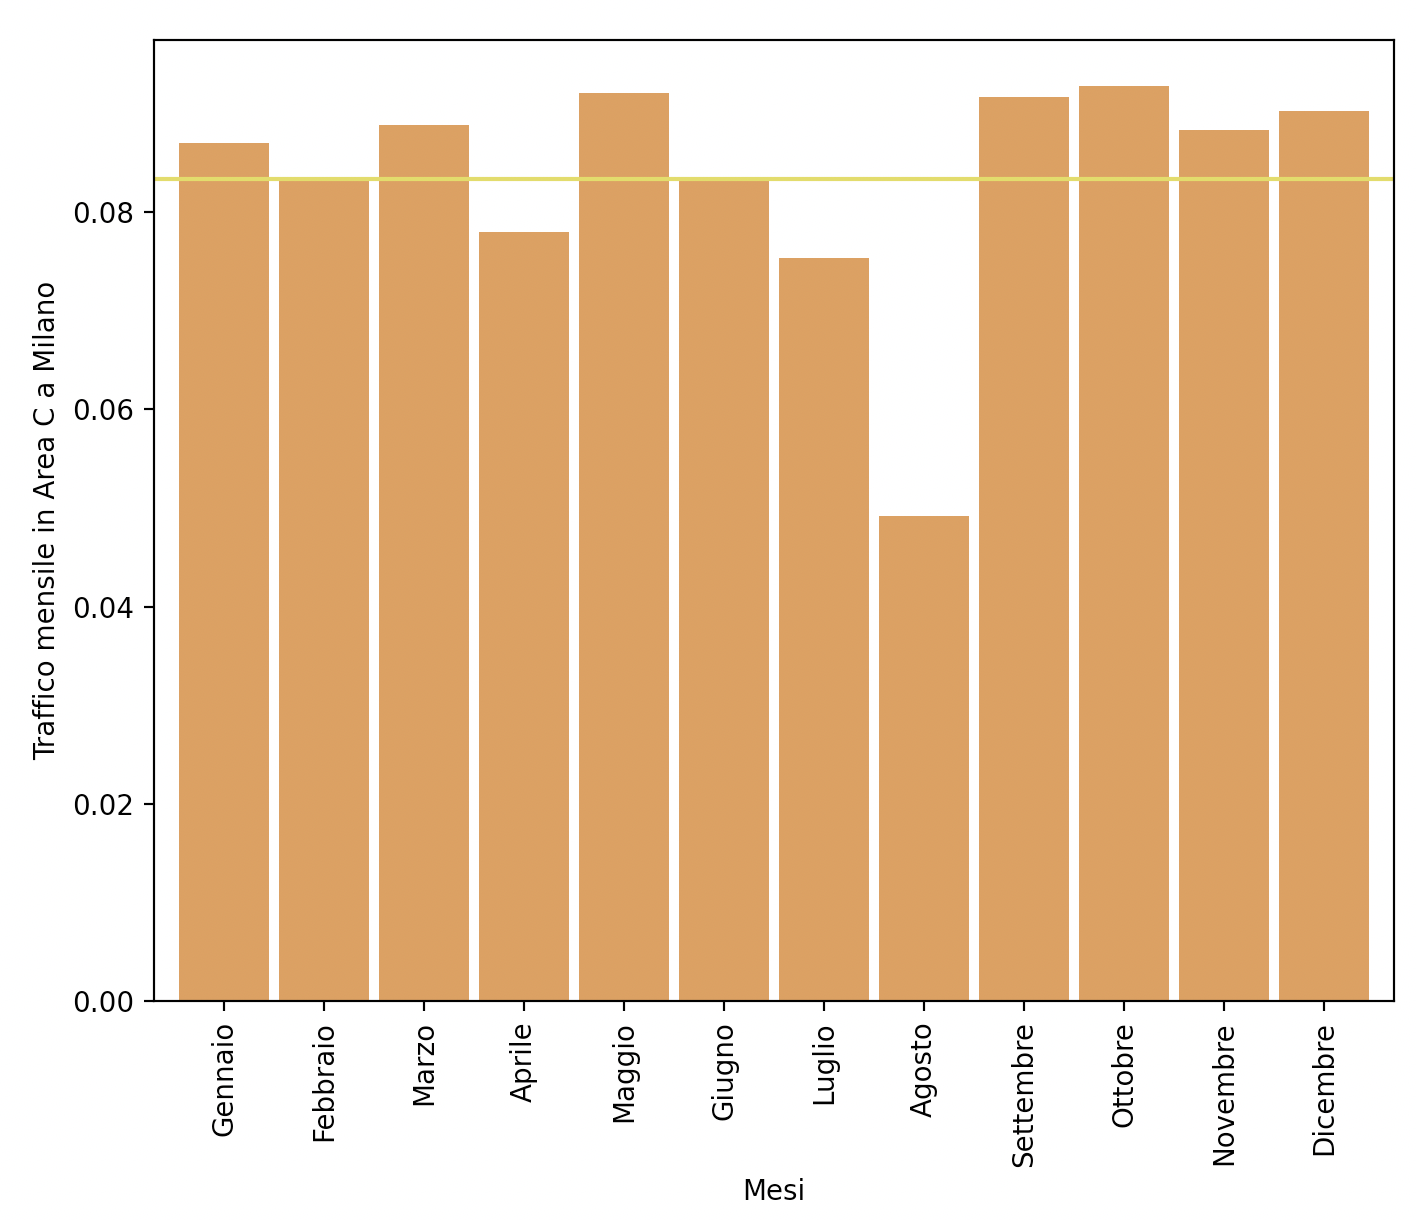 Traffico mensile in Area C a Milano
0.08
0.06
0.04
0.02
0.00
Gennaio
Febbraio
Marzo
Aprile
Maggio
Giugno
Luglio
Agosto
Settembre
Ottobre
Novembre
Dicembre
Mesi